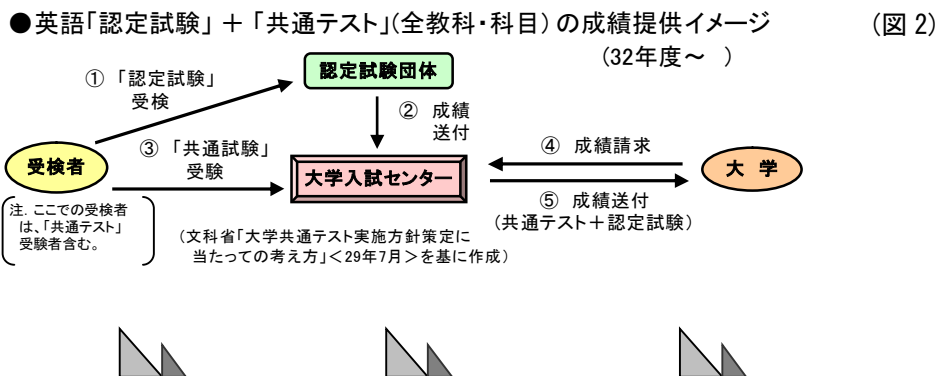 ●英語「認定試験」＋「共通テスト」(全教科・科目) の成績提供イメージ　(図 2)
(32年度～　)
①　「認定試験」
受検
認定試験団体
②　成績
送付
受検者
③　「共通試験」
受験
大学入試センター
④　成績請求
大　学
⑤　成績送付
（共通テスト＋認定試験）
注. ここでの受検者
は、「共通テスト」
受験者含む。
（文科省「大学共通テスト実施方針策定に
当たっての考え方」＜29年7月＞を基に作成）